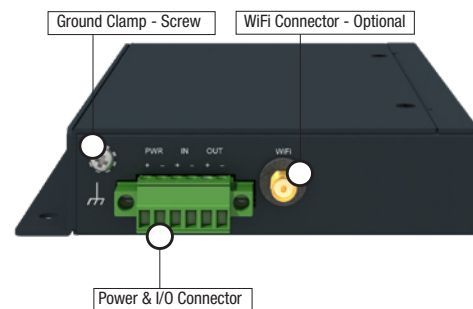 Ground Clamp - Screw
WiFi Connector - Optional
PWR IN OUT
+ - + - + -
WiFi
Power & I/O Connector